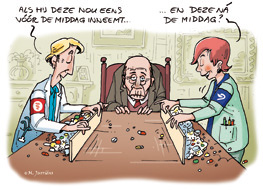 ALS HIJ DEZE NOU EENS
VÓÓR DE MIDDAG INNEEMT...
... EN DEZE NÁ
DE MIDDAG?